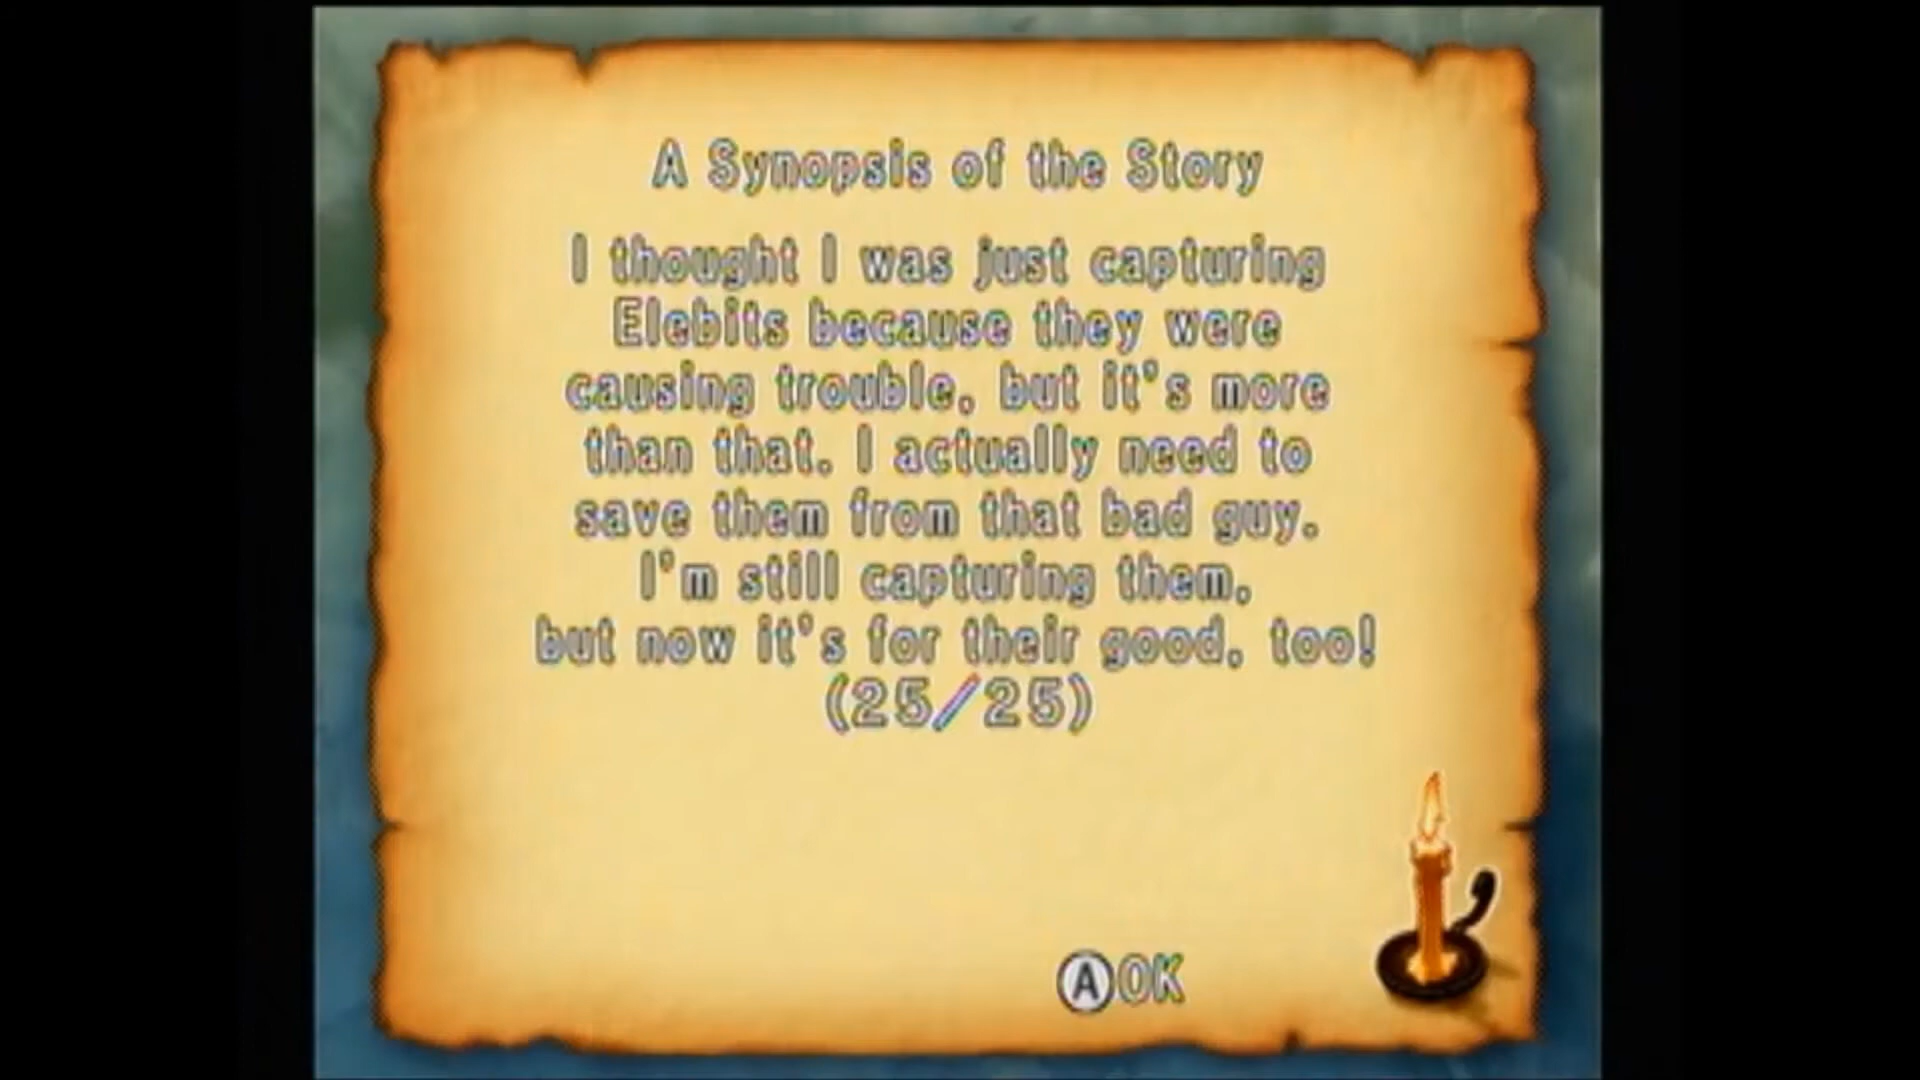 A Synopsis of the Story
I thought I was just capturing
Elebits because they were
causing trouble, but it's more
than that. I actually need to
save them from that bad guy.
I'm still capturing them,
but now it's for their good, too!
(25/25)
A OK